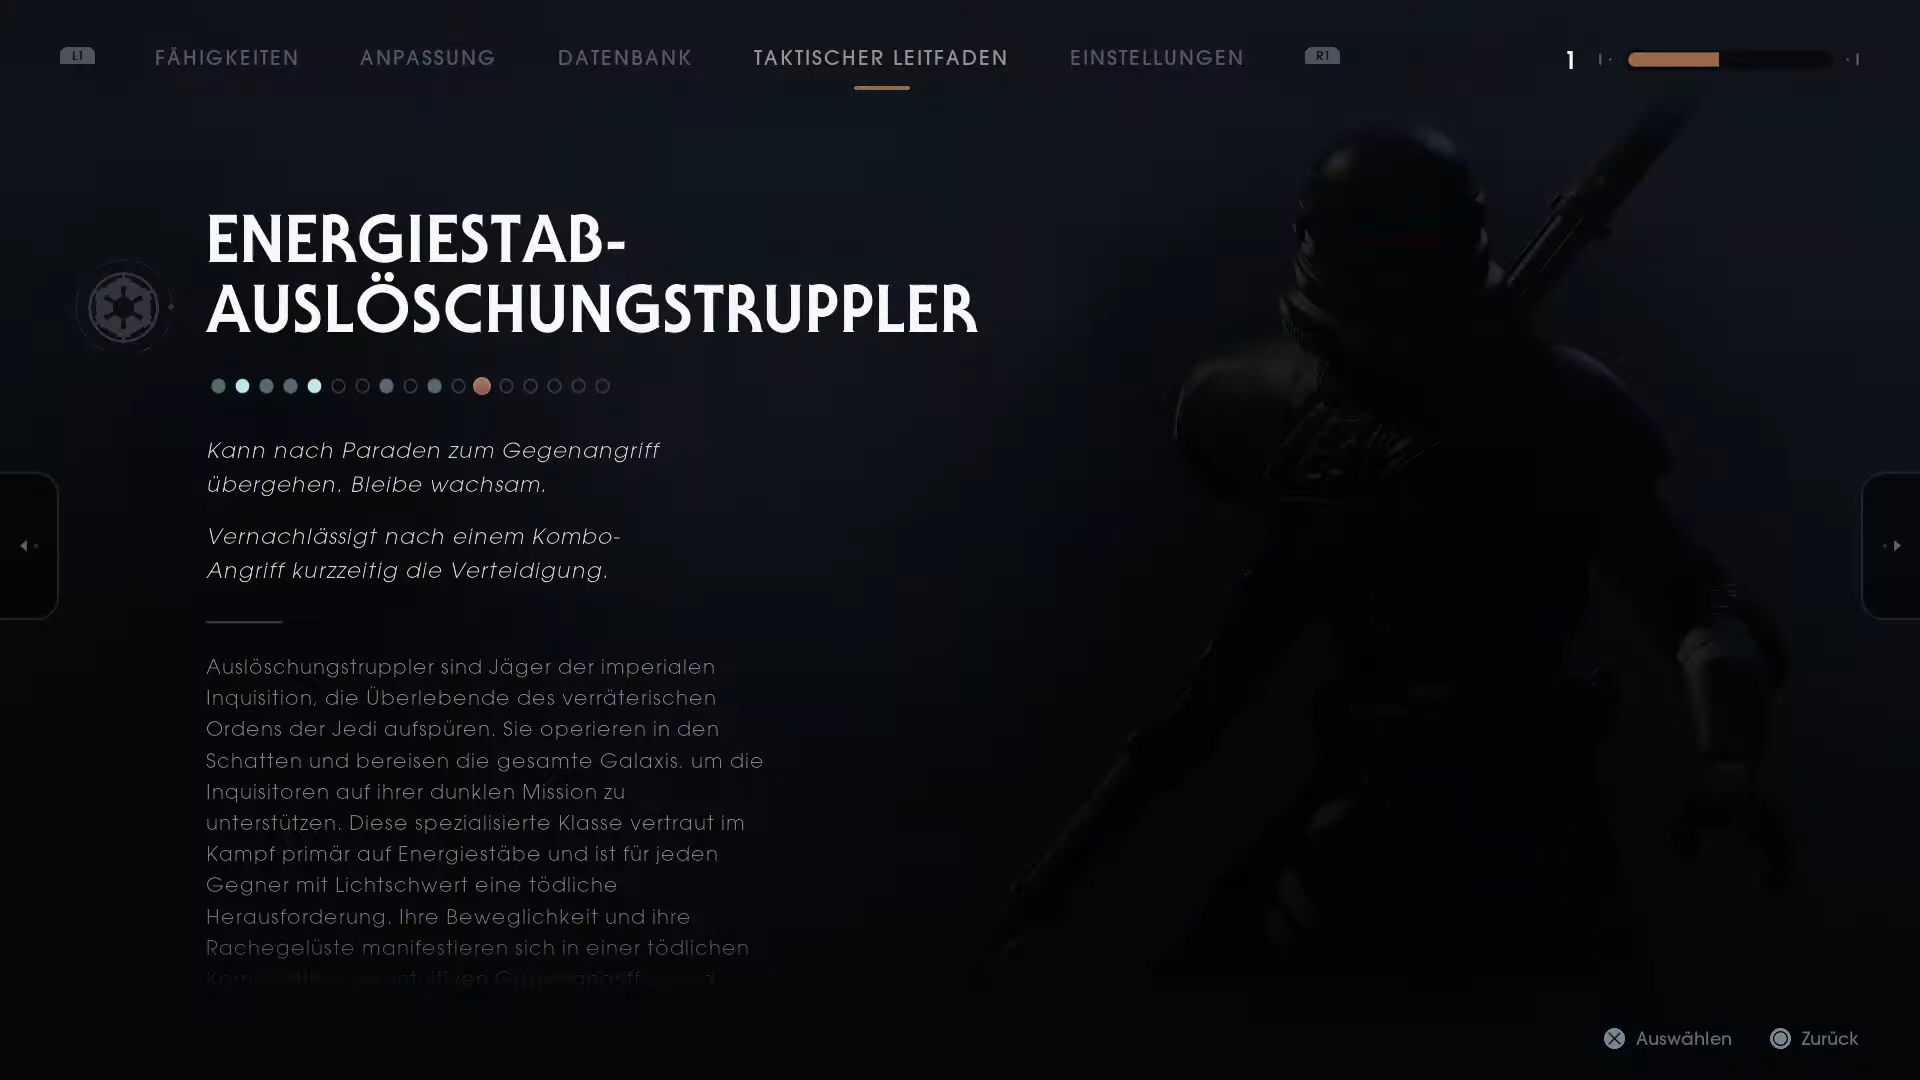 L1
FÄHIGKEITEN
ANPASSUNG
DATENBANK
TAKTISCHER LEITFADEN
EINSTELLUNGEN
R1
1
ENERGIESTAB-
AUSLÖSCHUNGSTRUPPLER
Kann nach Paraden zum Gegenangriff
übergehen. Bleibe wachsam.
Vernachlässigt nach einem Kombo-
Angriff kurzzeitig die Verteidigung.
Auslöschungstruppler sind Jäger der imperialen
Inquisition, die Überlebende des verräterischen
Ordens der Jedi aufspüren. Sie operieren in den
Schatten und bereisen die gesamte Galaxis, um die
Inquisitoren auf ihrer dunklen Mission zu
unterstützen. Diese spezialisierte Klasse vertraut im
Kampf primär auf Energiestäbe und ist für jeden
Gegner mit Lichtschwert eine tödliche
Herausforderung. Ihre Beweglichkeit und ihre
Rachegelüste manifestieren sich in einer tödlichen
Auswählen
Zurück